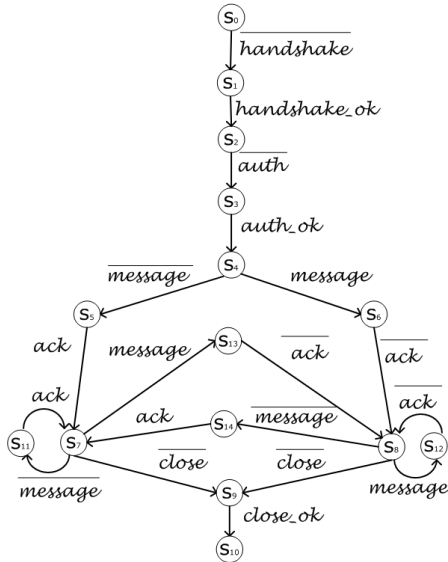 S0
handshake
S1
handshake_ok
S2
auth
S3
auth_ok
S4
message message
S5 S6
ack message S13 ack ack
ack S14 message ack
S11 S7 S8 S12
message close close message
S9
close_ok
S10